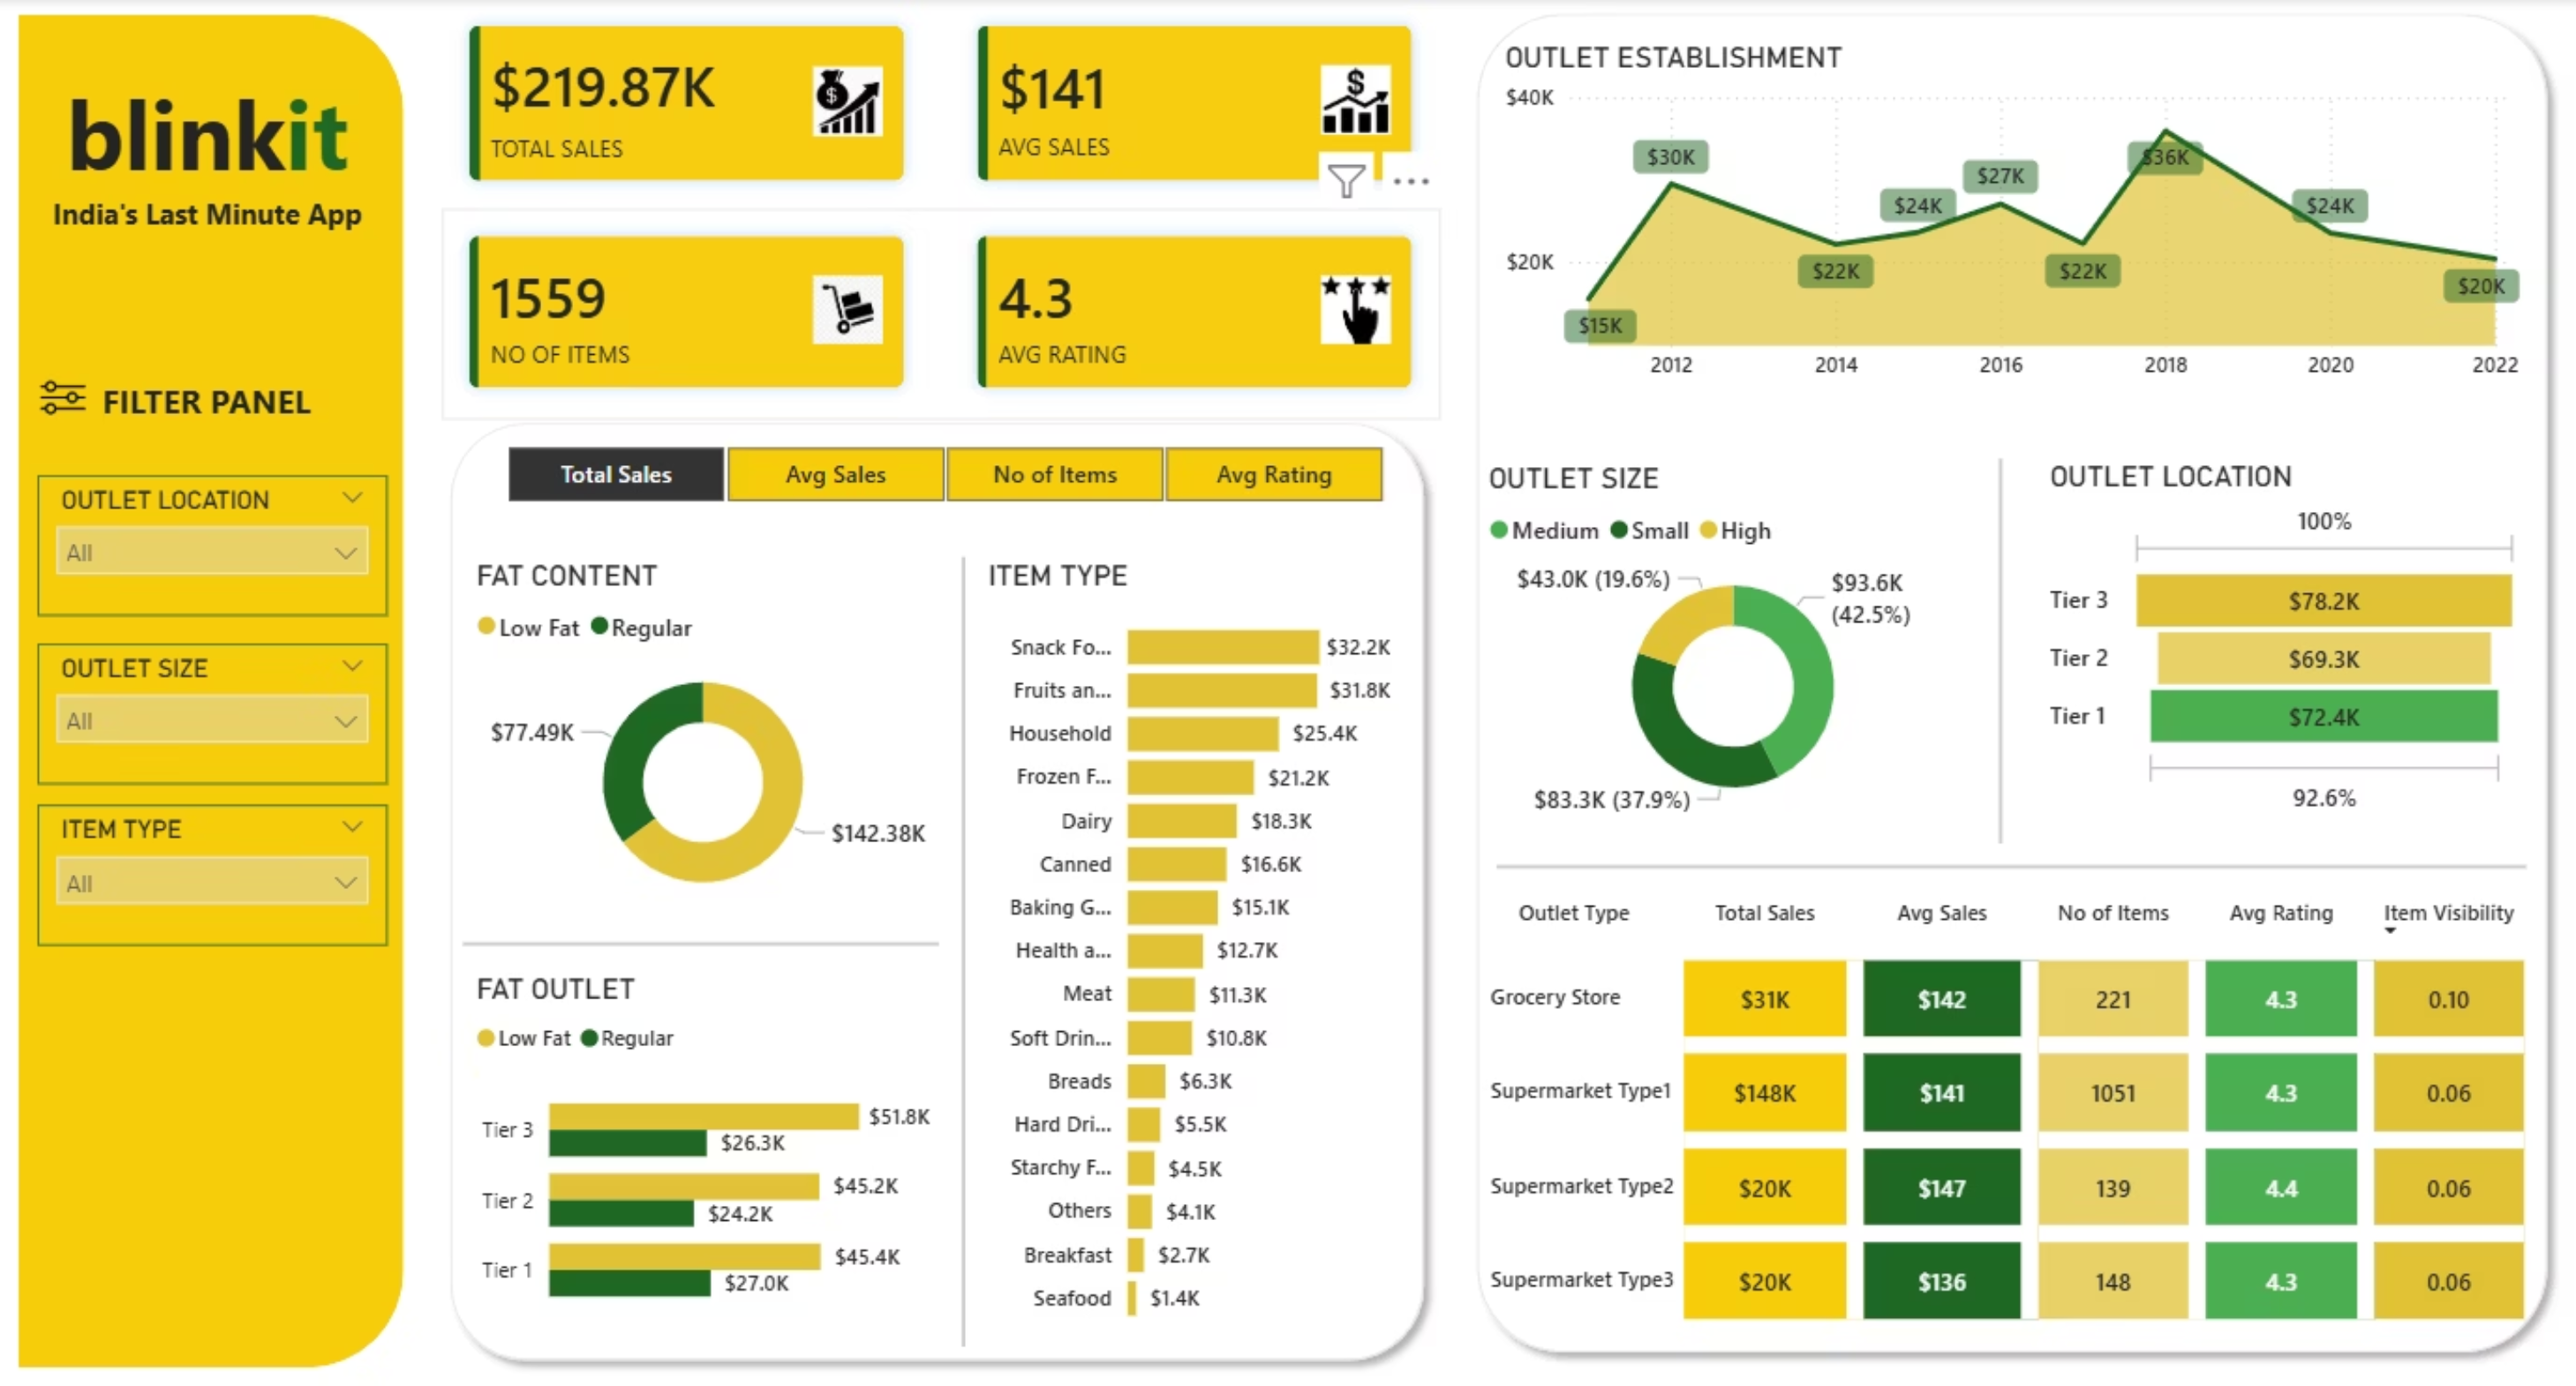 blinkit
India's Last Minute App
FILTER PANEL
OUTLET LOCATION
All
OUTLET SIZE
All
ITEM TYPE
All
$219.87K
TOTAL SALES
$141
AVG SALES
1559
NO OF ITEMS
4.3
AVG RATING
Total Sales Avg Sales No of Items Avg Rating
FAT CONTENT
Low Fat Regular
$77.49K
$142.38K
FAT OUTLET
Low Fat Regular
Tier 3 $51.8K
$26.3K
Tier 2 $45.2K
$24.2K
Tier 1 $45.4K
$27.0K
ITEM TYPE
Snack Fo... $32.2K
Fruits an... $31.8K
Household $25.4K
Frozen F... $21.2K
Dairy $18.3K
Canned $16.6K
Baking G... $15.1K
Health a... $12.7K
Meat $11.3K
Soft Drin... $10.8K
Breads $6.3K
Hard Dri... $5.5K
Starchy F... $4.5K
Others $4.1K
Breakfast $2.7K
Seafood $1.4K
OUTLET ESTABLISHMENT
$40K
$20K
$15K
$30K
$22K
$24K
$27K
$22K
$36K
$24K
$20K
2012 2014 2016 2018 2020 2022
OUTLET SIZE
Medium Small High
$43.0K (19.6%)
$93.6K
(42.5%)
$83.3K (37.9%)
OUTLET LOCATION
100%
Tier 3 $78.2K
Tier 2 $69.3K
Tier 1 $72.4K
92.6%
Outlet Type Total Sales Avg Sales No of Items Avg Rating Item Visibility
Grocery Store $31K $142 221 4.3 0.10
Supermarket Type1 $148K $141 1051 4.3 0.06
Supermarket Type2 $20K $147 139 4.4 0.06
Supermarket Type3 $20K $136 148 4.3 0.06